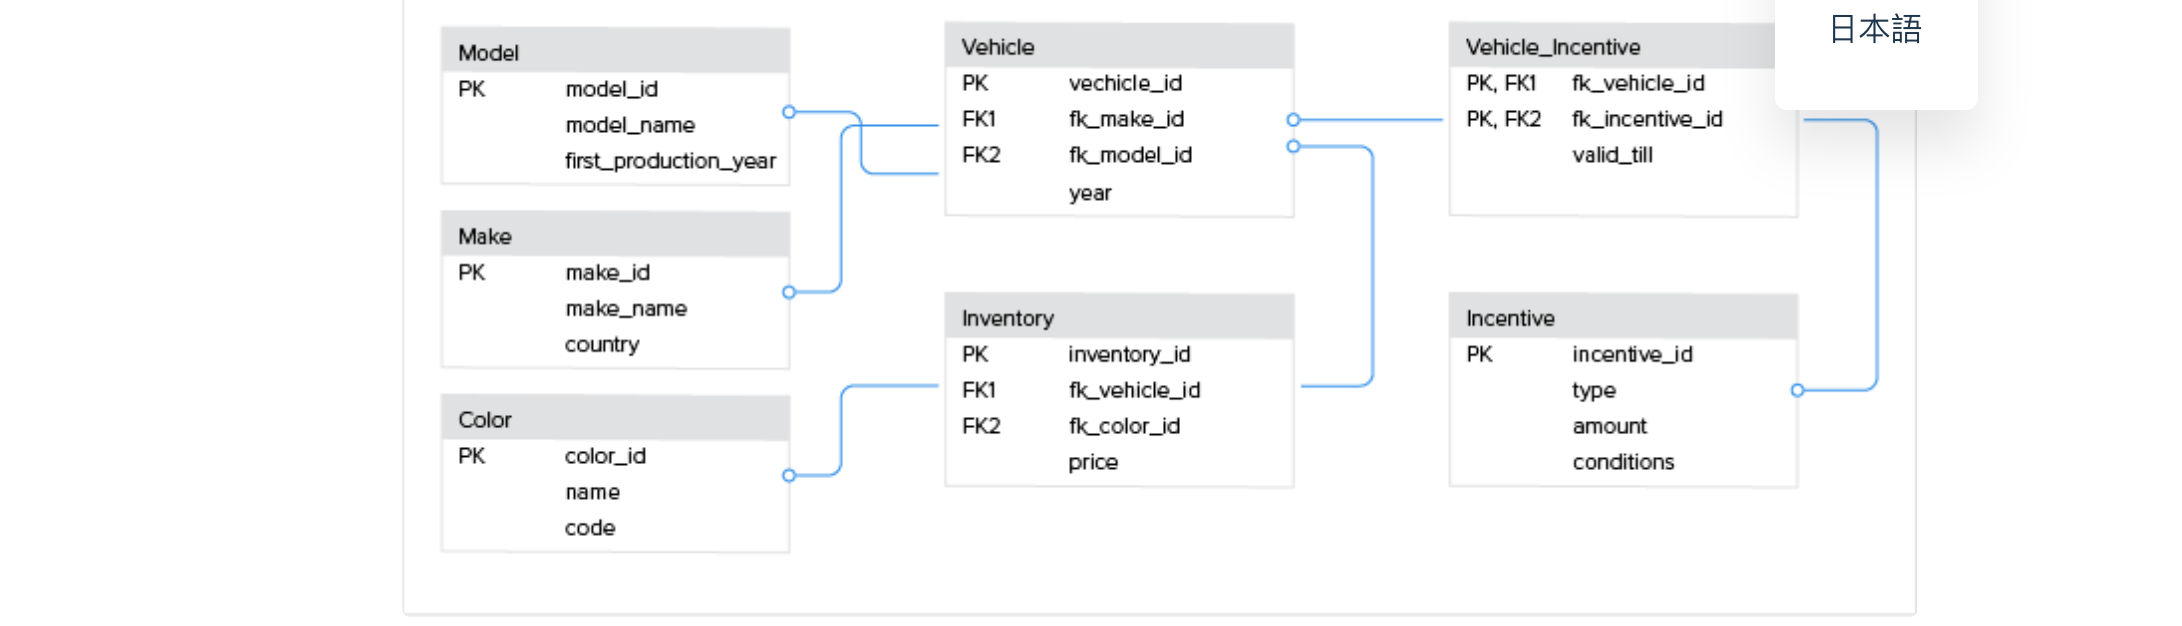 日本語
Model
PK model_id
model_name
first_production_year
Make
PK make_id
make_name
country
Color
PK color_id
name
code
Vehicle
PK vechicle_id
FK1 fk_make_id
FK2 fk_model_id
year
Inventory
PK inventory_id
FK1 fk_vehicle_id
FK2 fk_color_id
price
Vehicle_Incentive
PK, FK1 fk_vehicle_id
PK, FK2 fk_incentive_id
valid_till
Incentive
PK incentive_id
type
amount
conditions